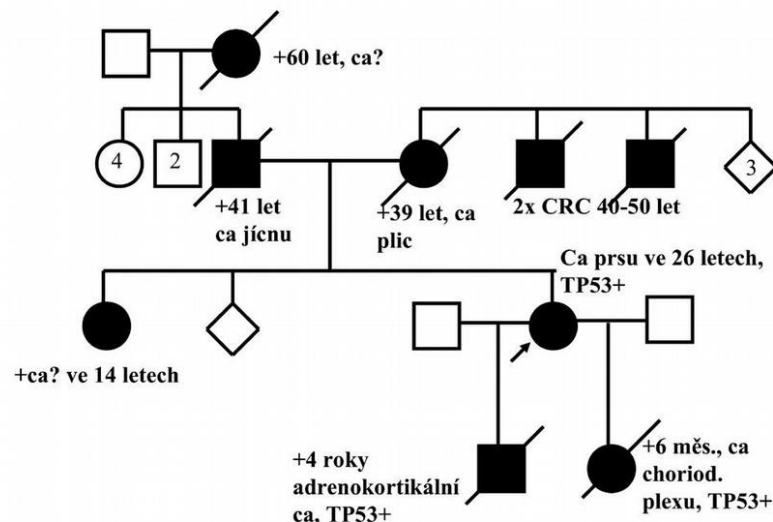 +60 let, ca?
4
2
3
+41 let
ca jícnu
+39 let, ca
plic
2x CRC 40-50 let
Ca prsu ve 26 letech,
TP53+
+ca? ve 14 letech
+4 roky
adrenokortikální
ca, TP53+
+6 měs., ca
choriod.
plexu, TP53+